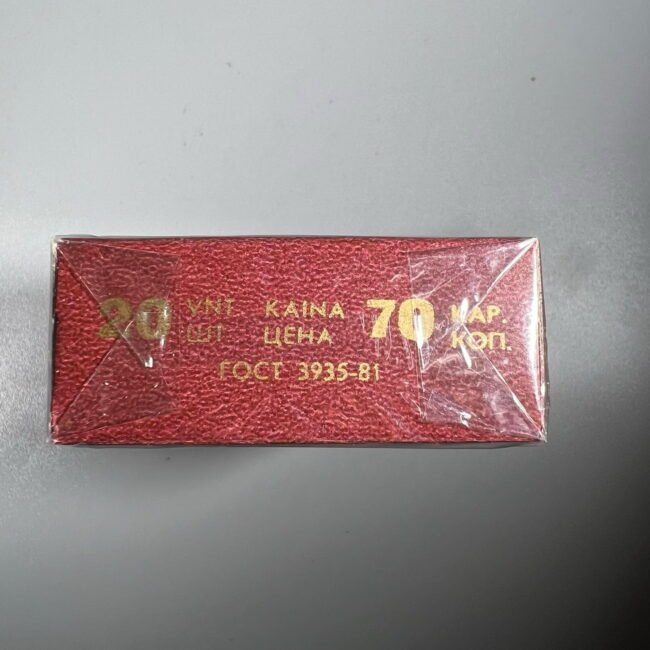 20 VNT KAINA 70 KAP.
ШТ ЦЕНА КОП.
ГОСТ 3935-81